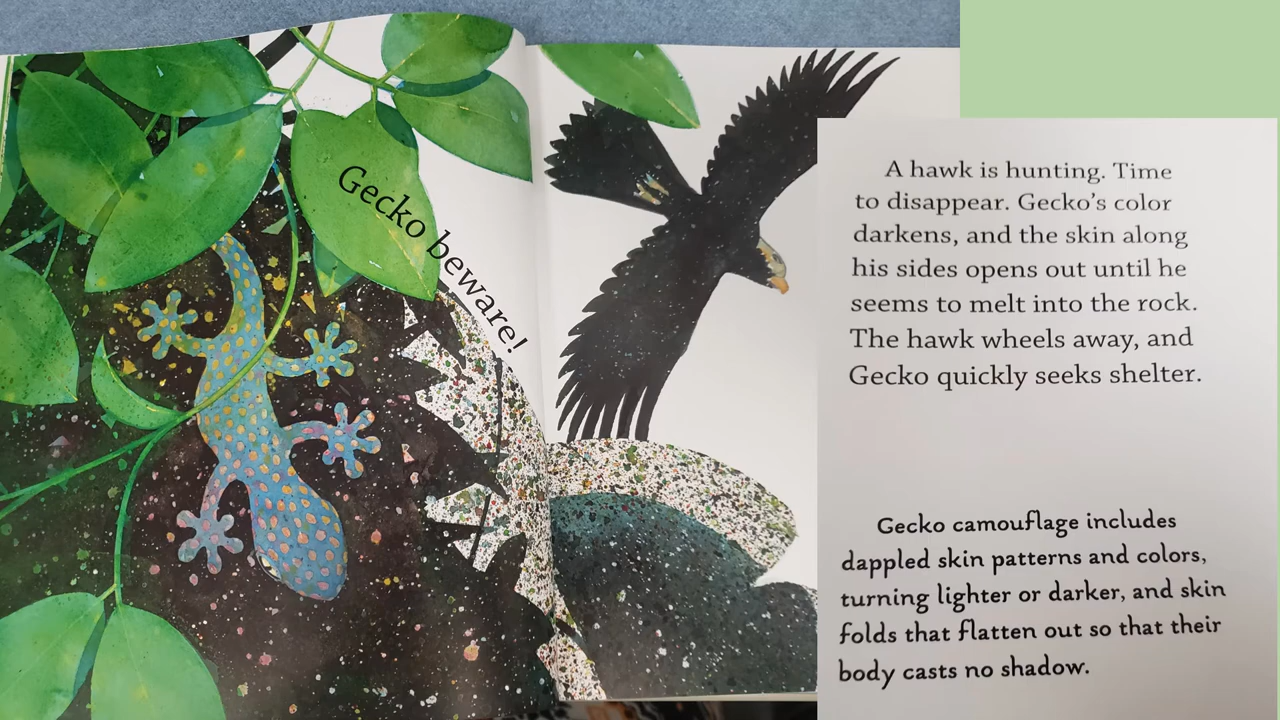 Gecko beware!
A hawk is hunting. Time
to disappear. Gecko's color
darkens, and the skin along
his sides opens out until he
seems to melt into the rock.
The hawk wheels away, and
Gecko quickly seeks shelter.
Gecko camouflage includes
dappled skin patterns and colors,
turning lighter or darker, and skin
folds that flatten out so that their
body casts no shadow.